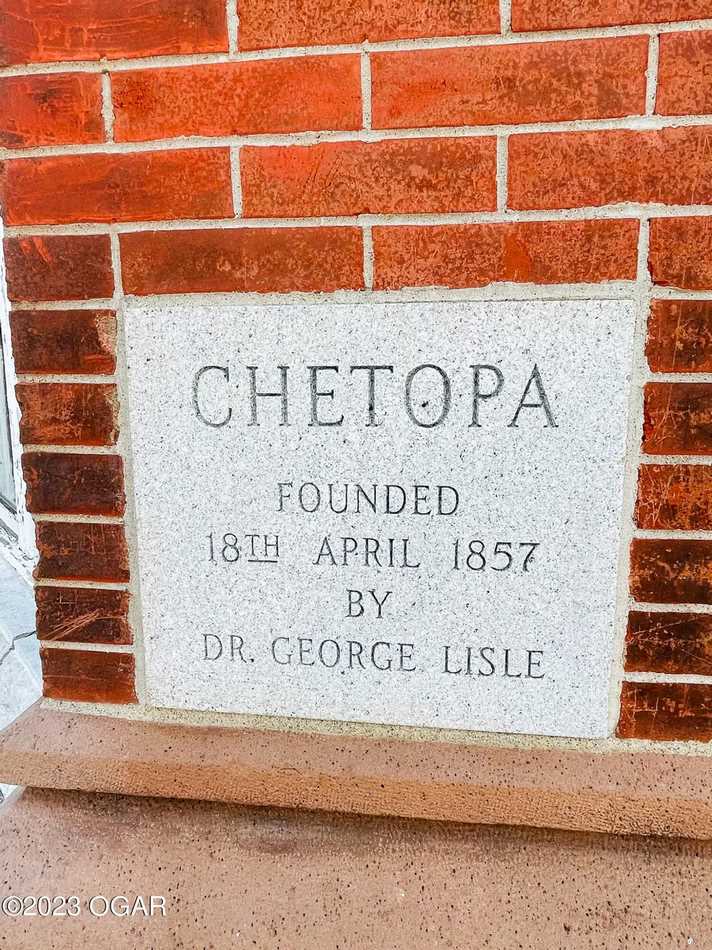 CHETOPA
FOUNDED
18TH APRIL 1857
BY
DR. GEORGE LISLE
©2023 OGAR